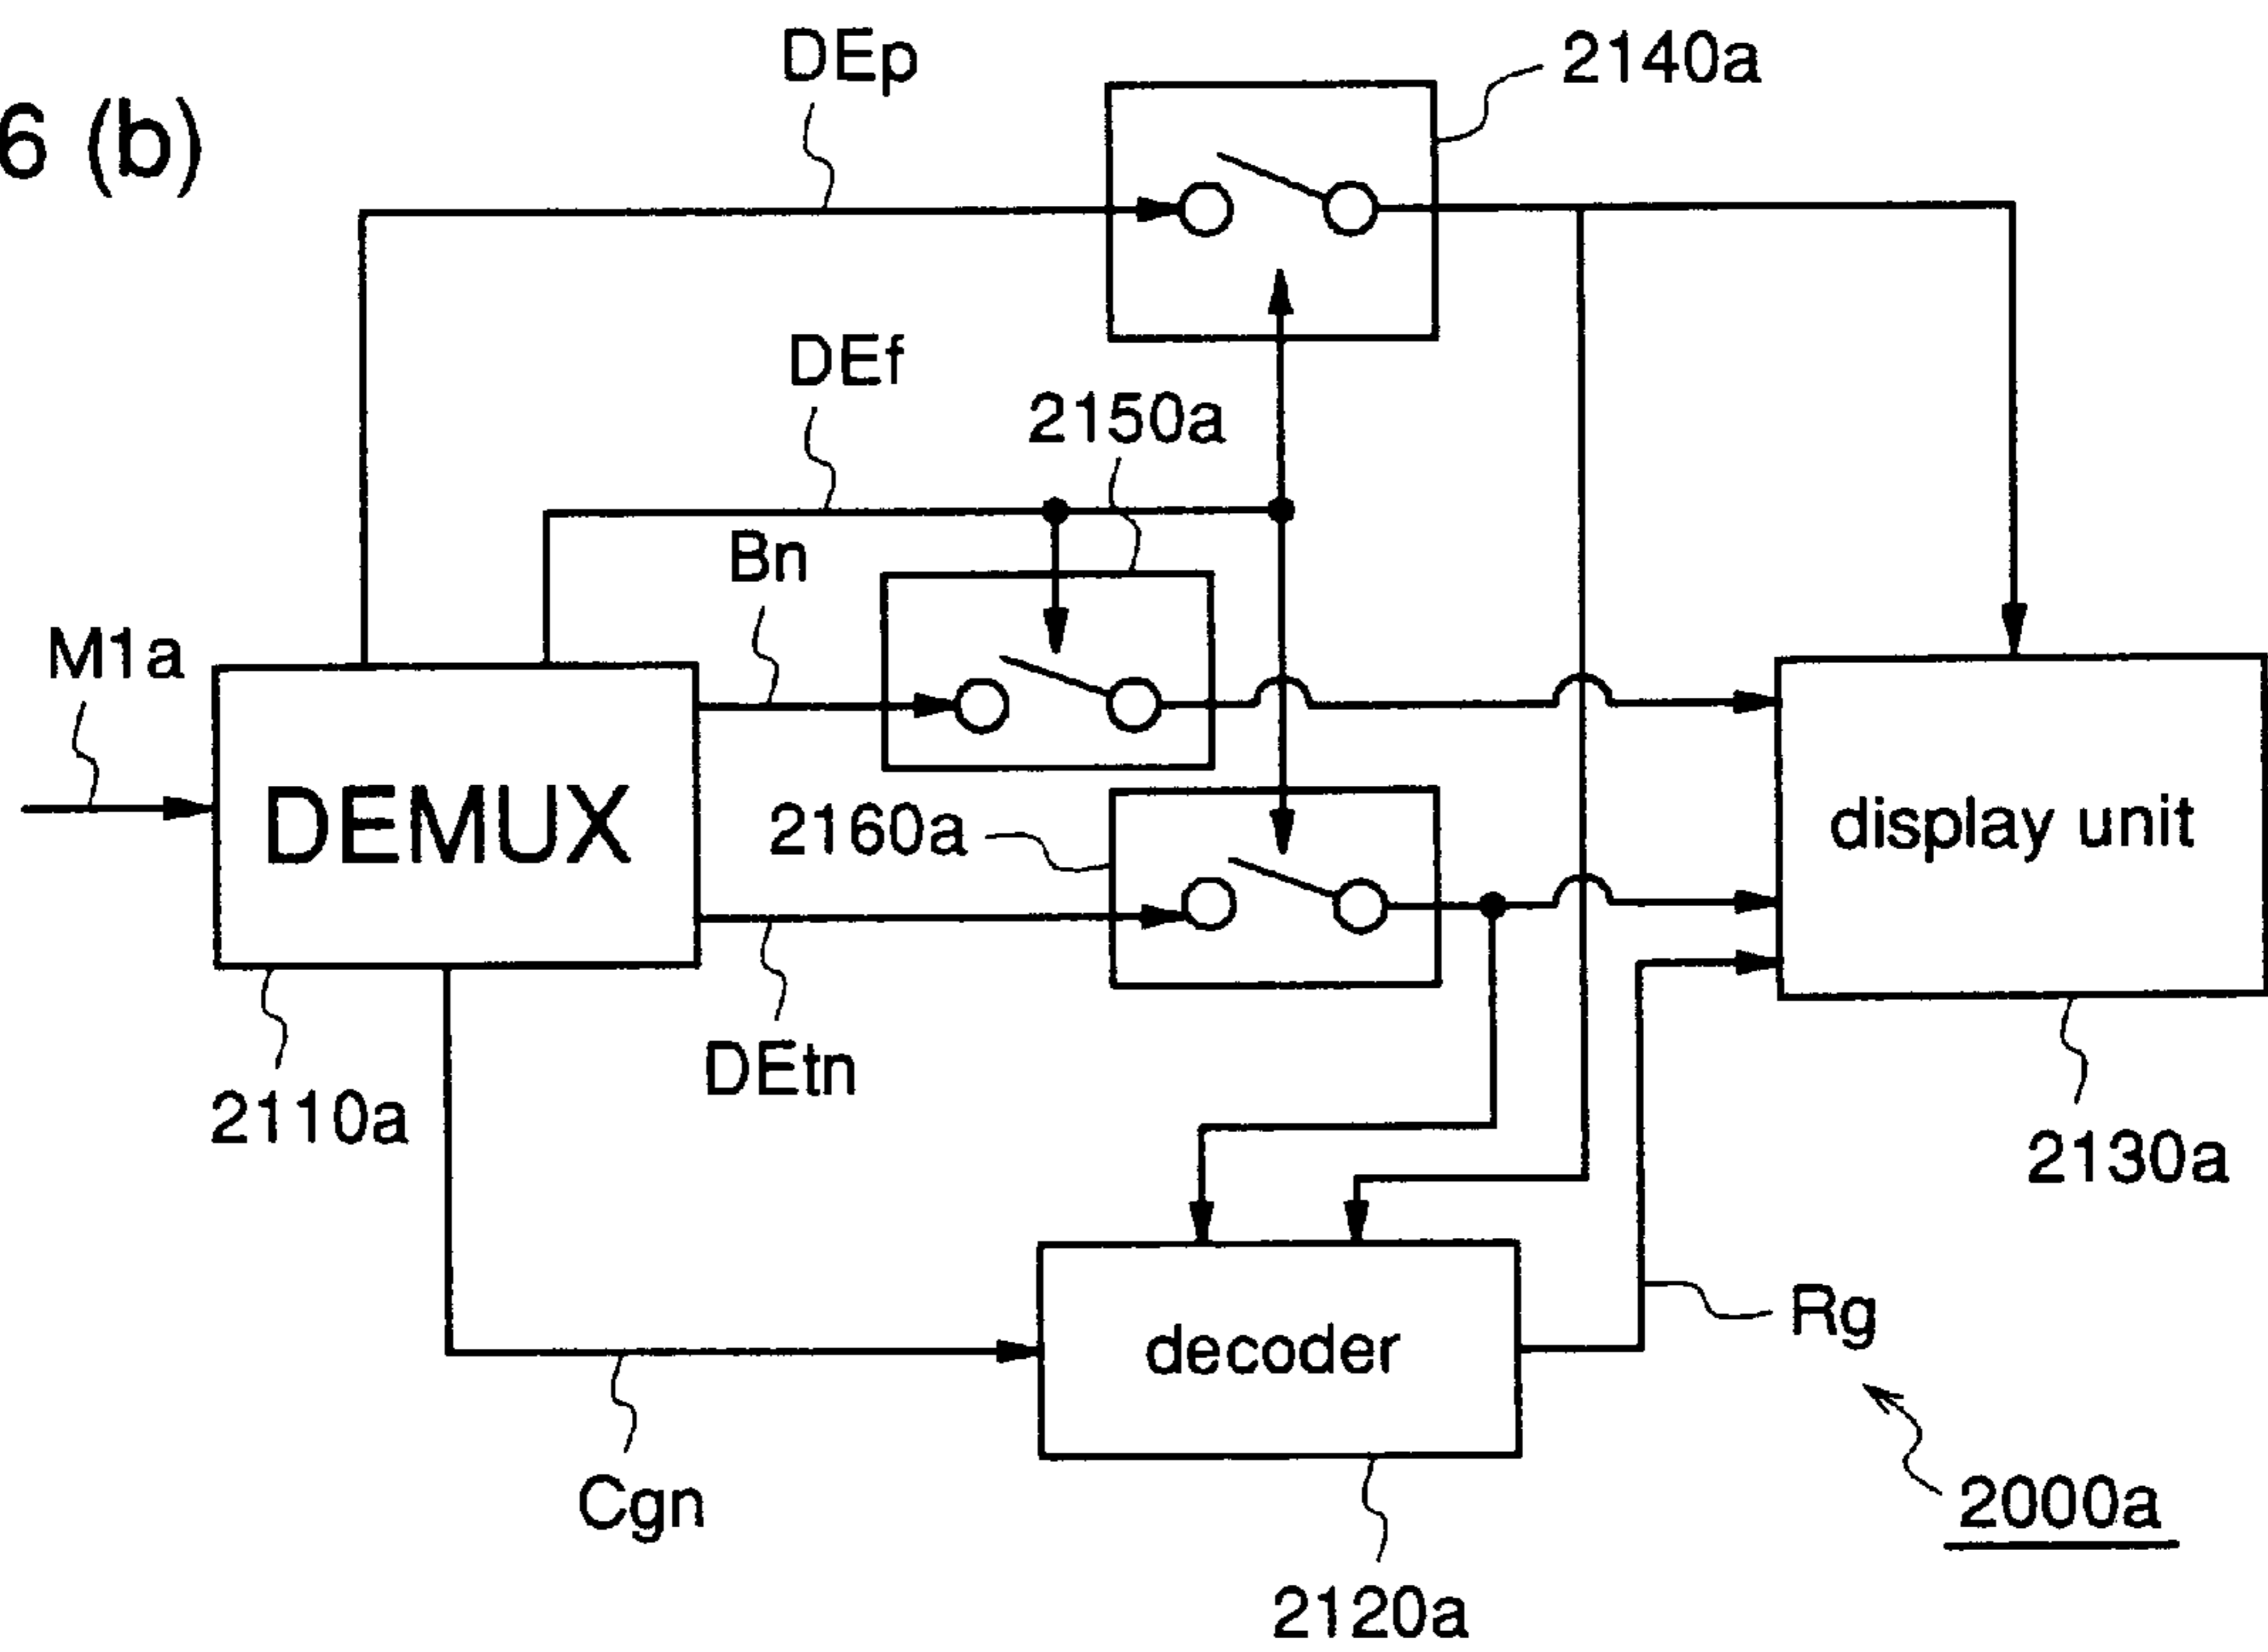 6 (b)
DEp
2140a
DEf
2150a
Bn
M1a
DEMUX
2160a
display unit
DEtn
2110a
2130a
decoder
Rg
Cgn
2000a
2120a